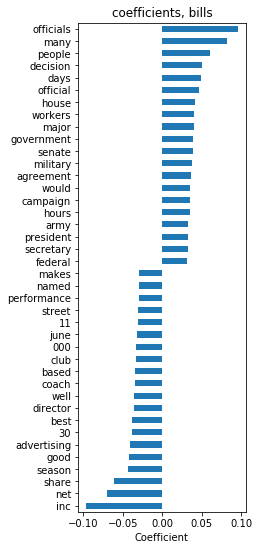 coefficients, bills
officials
many
people
decision
days
official
house
workers
major
government
senate
military
agreement
would
campaign
hours
army
president
secretary
federal
makes
named
performance
street
11
june
000
club
based
coach
well
director
best
30
advertising
good
season
share
net
inc
−0.10 −0.05 0.00 0.05 0.10
Coefficient